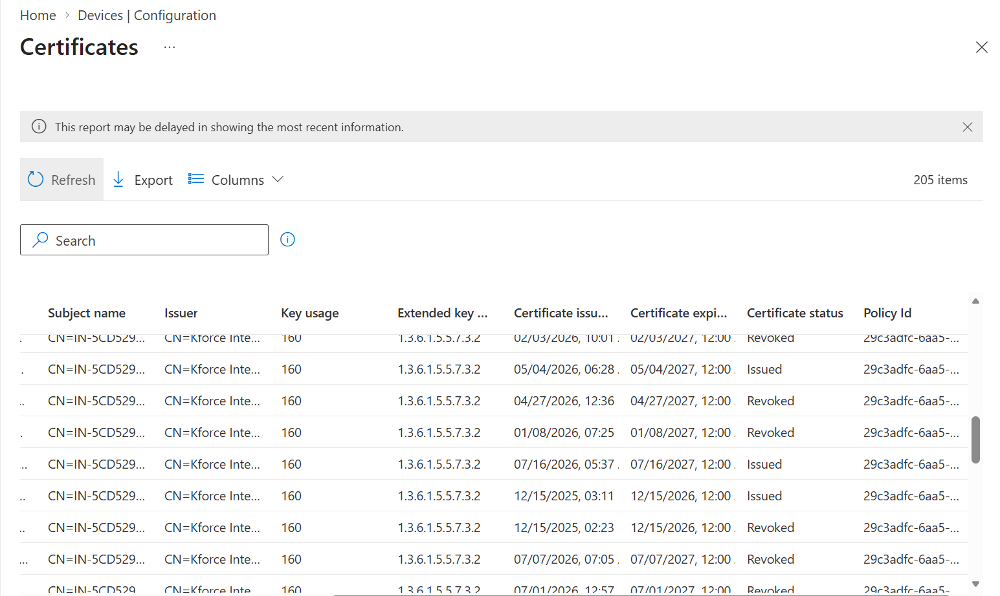 Home > Devices | Configuration
Certificates ...
This report may be delayed in showing the most recent information.
Refresh Export Columns 205 items
Search
Subject name Issuer Key usage Extended key ... Certificate issu... Certificate expi... Certificate status Policy Id
. CN=IN-5CD529... CN=Kforce Inte... 160 1.3.6.1.5.5.7.3.2 02/03/2026, 10:01 02/03/2027, 12:00 Revoked 29c3adfc-6aa5-...
. CN=IN-5CD529... CN=Kforce Inte... 160 1.3.6.1.5.5.7.3.2 05/04/2026, 06:28 05/04/2027, 12:00 Issued 29c3adfc-6aa5-...
.. CN=IN-5CD529... CN=Kforce Inte... 160 1.3.6.1.5.5.7.3.2 04/27/2026, 12:36 04/27/2027, 12:00 Revoked 29c3adfc-6aa5-...
. CN=IN-5CD529... CN=Kforce Inte... 160 1.3.6.1.5.5.7.3.2 01/08/2026, 07:25 01/08/2027, 12:00 Revoked 29c3adfc-6aa5-...
... CN=IN-5CD529... CN=Kforce Inte... 160 1.3.6.1.5.5.7.3.2 07/16/2026, 05:37 07/16/2027, 12:00 Issued 29c3adfc-6aa5-...
.. CN=IN-5CD529... CN=Kforce Inte... 160 1.3.6.1.5.5.7.3.2 12/15/2025, 03:11 12/15/2026, 12:00 Issued 29c3adfc-6aa5-...
.. CN=IN-5CD529... CN=Kforce Inte... 160 1.3.6.1.5.5.7.3.2 12/15/2025, 02:23 12/15/2026, 12:00 Revoked 29c3adfc-6aa5-...
... CN=IN-5CD529... CN=Kforce Inte... 160 1.3.6.1.5.5.7.3.2 07/07/2026, 07:05 07/07/2027, 12:00 Revoked 29c3adfc-6aa5-...
CN=IN-5CD529 CN=Kforce Inte 160 1.3.6.1.5.5.7.3.2 07/01/2026, 12:57 07/01/2027, 12:00 Revoked 29c3adfc-6aa5-